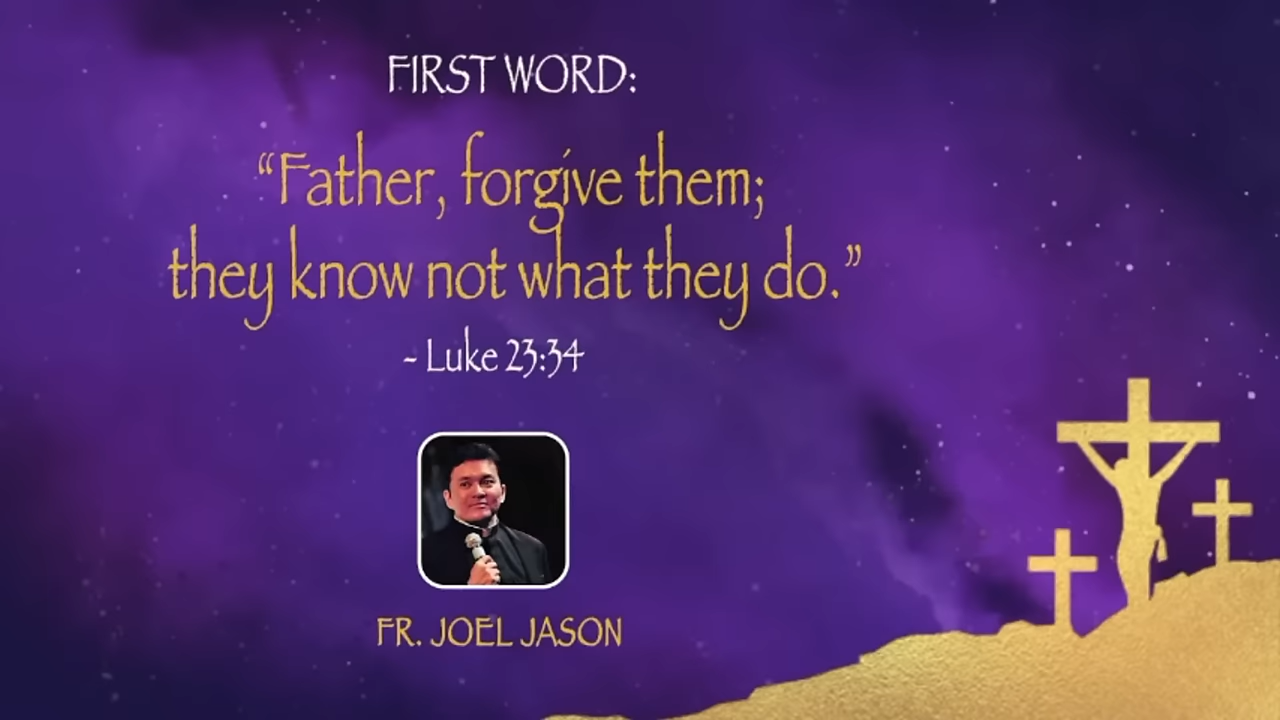 FIRST WORD:
“Father, forgive them;
they know not what they do.”
- Luke 23:34
FR. JOEL JASON